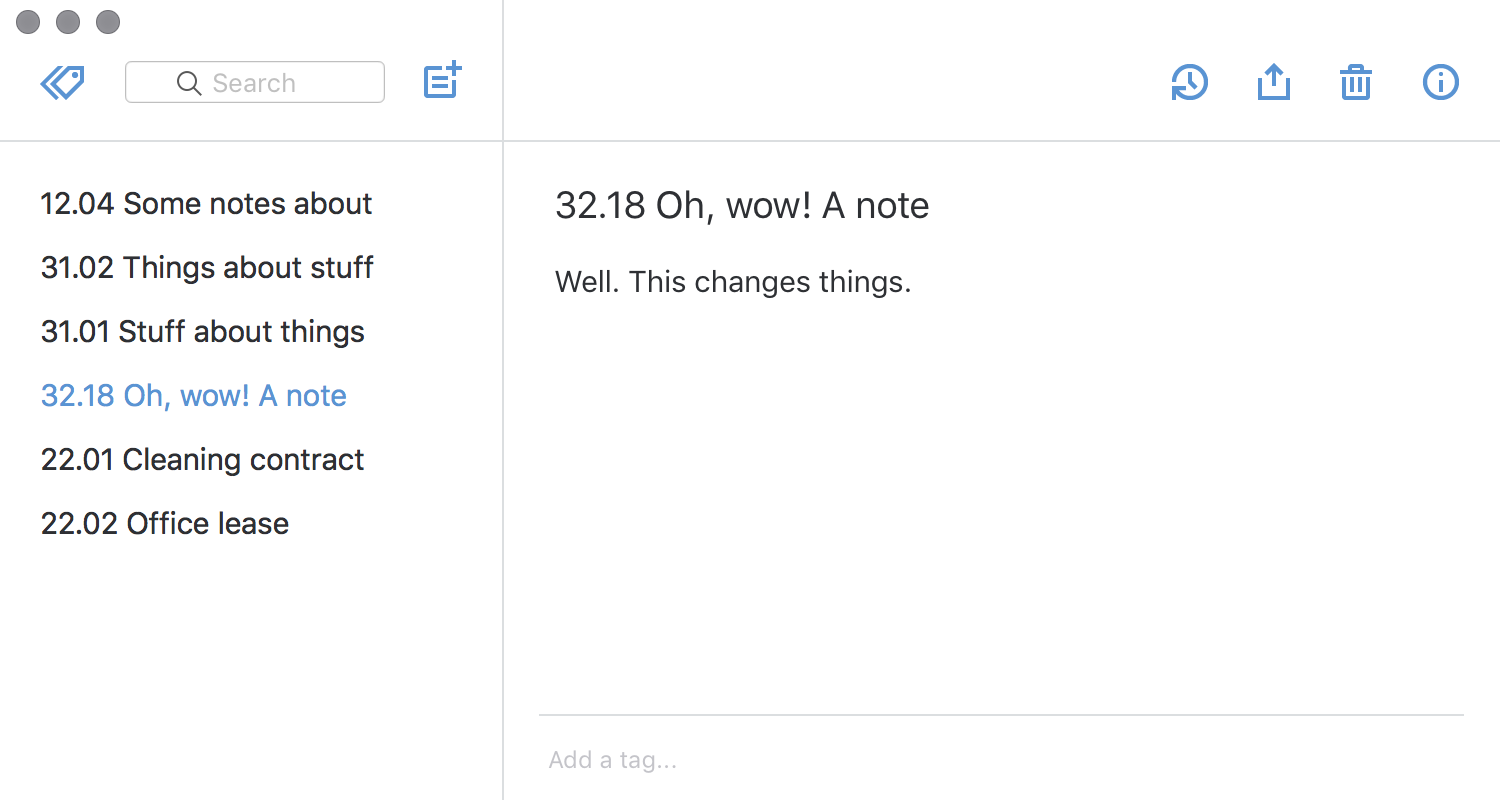 Search
12.04 Some notes about
31.02 Things about stuff
31.01 Stuff about things
32.18 Oh, wow! A note
22.01 Cleaning contract
22.02 Office lease
32.18 Oh, wow! A note
Well. This changes things.
Add a tag...